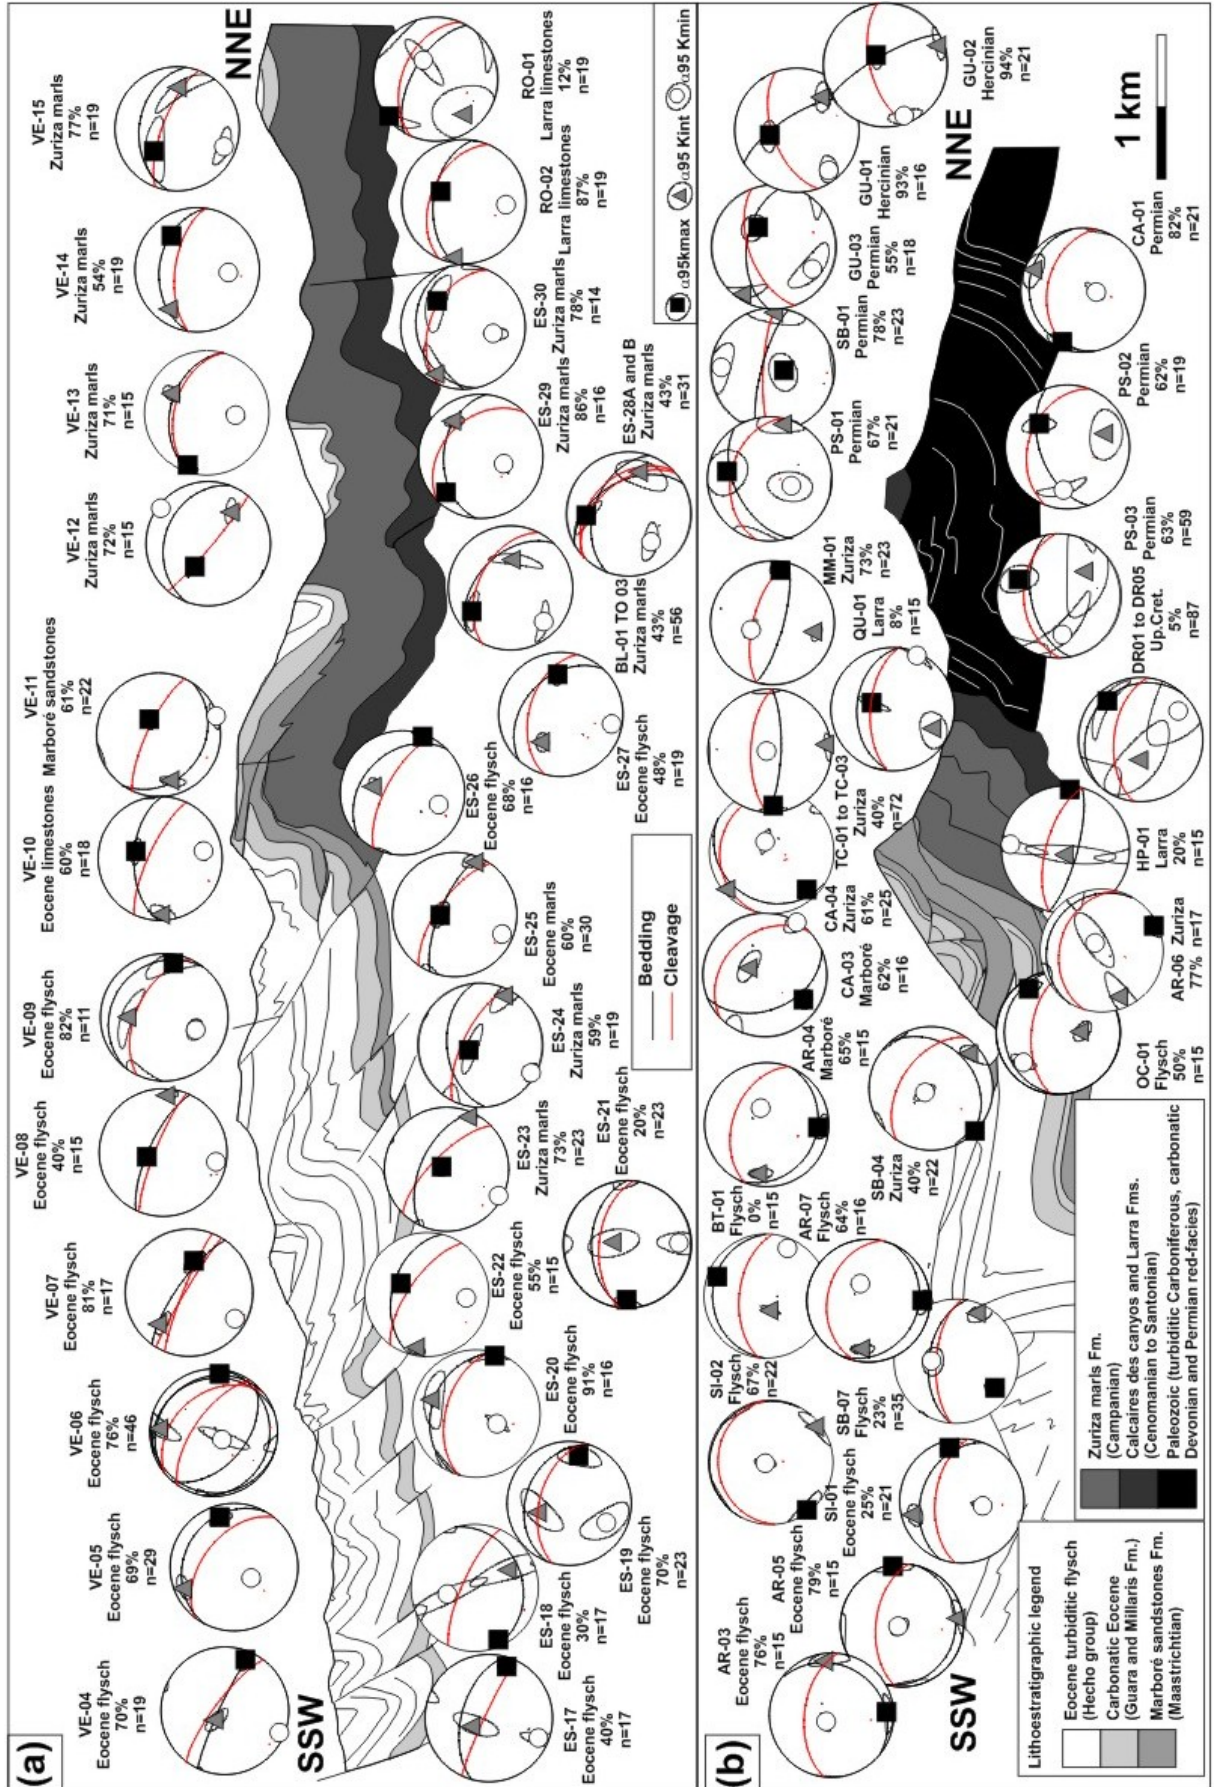 (a)
VE-04
Eocene flysch
70%
n=19
VE-05
Eocene flysch
69%
n=29
VE-06
Eocene flysch
76%
n=46
VE-07
Eocene flysch
81%
n=17
VE-08
Eocene flysch
40%
n=15
VE-09
Eocene flysch
82%
n=11
VE-10
Eocene limestones
60%
n=18
VE-11
Marboré sandstones
61%
n=22
VE-12
Zuriza marls
72%
n=15
VE-13
Zuriza marls
71%
n=15
VE-14
Zuriza marls
54%
n=19
VE-15
Zuriza marls
77%
n=19
SSW
NNE
ES-17
Eocene flysch
40%
n=17
ES-18
Eocene flysch
30%
n=17
ES-19
Eocene flysch
70%
n=23
ES-20
Eocene flysch
91%
n=16
ES-22
Eocene flysch
55%
n=15
ES-21
Eocene flysch
20%
n=23
ES-23
Zuriza marls
73%
n=23
ES-24
Zuriza marls
59%
n=19
ES-25
Eocene marls
60%
n=30
ES-26
Eocene flysch
68%
n=16
ES-27
Eocene flysch
48%
n=19
BL-01 TO 03
Zuriza marls
43%
n=56
ES-28A and B
Zuriza marls
43%
n=31
ES-29
Zuriza marls
86%
n=16
ES-30
Zuriza marls
78%
n=14
RO-02
Larra limestones
87%
n=19
RO-01
Larra limestones
12%
n=19
Bedding
Cleavage
α95kmax
α95 Kint
α95 Kmin
(b)
AR-03
Eocene flysch
76%
n=15
AR-05
Eocene flysch
79%
n=15
SI-01
Eocene flysch
25%
n=21
SI-02
Flysch
67%
n=22
SB-07
Flysch
23%
n=35
BT-01
Flysch
0%
n=15
AR-07
Flysch
64%
n=16
SB-04
Zuriza
40%
n=22
AR-04
Marboré
65%
n=15
CA-03
Marboré
62%
n=16
CA-04
Zuriza
61%
n=25
TC-01 to TC-03
Zuriza
40%
n=72
QU-01
Larra
8%
n=15
MM-01
Zuriza
73%
n=23
PS-01
Permian
67%
n=21
SB-01
Permian
78%
n=23
GU-03
Permian
55%
n=18
GU-01
Hercinian
93%
n=16
GU-02
Hercinian
94%
n=21
SSW
NNE
1 km
OC-01
Flysch
50%
n=15
AR-06 Zuriza
77% n=17
HP-01
Larra
20%
n=15
DR01 to DR05
Up.Cret.
5%
n=87
PS-03
Permian
63%
n=59
PS-02
Permian
62%
n=19
CA-01
Permian
82%
n=21
Lithoestratigraphic legend
Eocene turbiditic flysch
(Hecho group)
Carbonatic Eocene
(Guara and Millaris Fm.)
Marboré sandstones Fm.
(Maastrichtian)
Zuriza marls Fm.
(Campanian)
Calcaires des canyos and Larra Fms.
(Cenomanian to Santonian)
Paleozoic (turbiditic Carboniferous, carbonatic
Devonian and Permian red-facies)